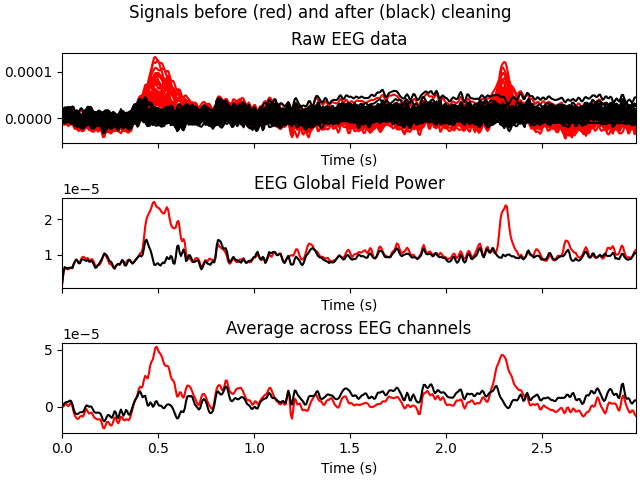 Signals before (red) and after (black) cleaning
Raw EEG data
0.0001
0.0000
Time (s)
EEG Global Field Power
1e−5
2
1
Time (s)
Average across EEG channels
1e−5
5
0
0.0 0.5 1.0 1.5 2.0 2.5
Time (s)